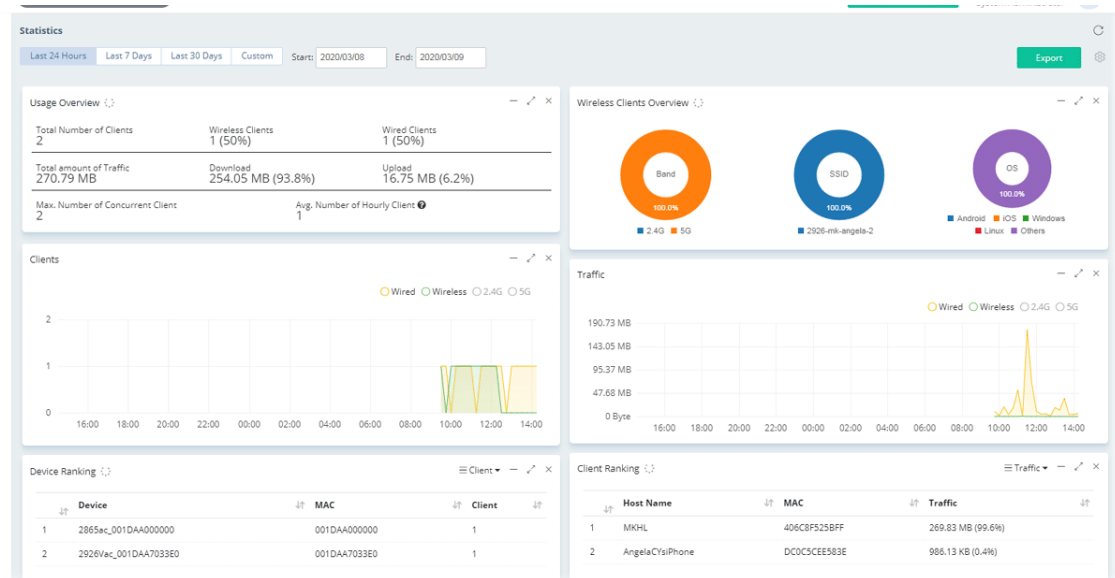 Statistics
Last 24 Hours Last 7 Days Last 30 Days Custom Start: 2020/03/08 End: 2020/03/09 Export
Usage Overview
Total Number of Clients Wireless Clients Wired Clients
2 1 (50%) 1 (50%)
Total amount of Traffic Download Upload
270.79 MB 254.05 MB (93.8%) 16.75 MB (6.2%)
Max. Number of Concurrent Client Avg. Number of Hourly Client
2 1
Wireless Clients Overview
Band SSID OS
100.0% 100.0% 100.0%
2.4G 5G 2926-mk-angela-2 Android iOS Windows
Linux Others
Clients
Wired Wireless 2.4G 5G
2
1
0
16:00 18:00 20:00 22:00 00:00 02:00 04:00 06:00 08:00 10:00 12:00 14:00
Traffic
Wired Wireless 2.4G 5G
190.73 MB
143.05 MB
95.37 MB
47.68 MB
0 Byte
16:00 18:00 20:00 22:00 00:00 02:00 04:00 06:00 08:00 10:00 12:00 14:00
Device Ranking Client
Device MAC Client
1 2865ac_001DAA000000 001DAA000000 1
2 2926Vac_001DAA7033E0 001DAA7033E0 1
Client Ranking Traffic
Host Name MAC Traffic
1 MKHL 406C8F525BFF 269.83 MB (99.6%)
2 AngelaCYsiPhone DC0C5CEE583E 986.13 KB (0.4%)